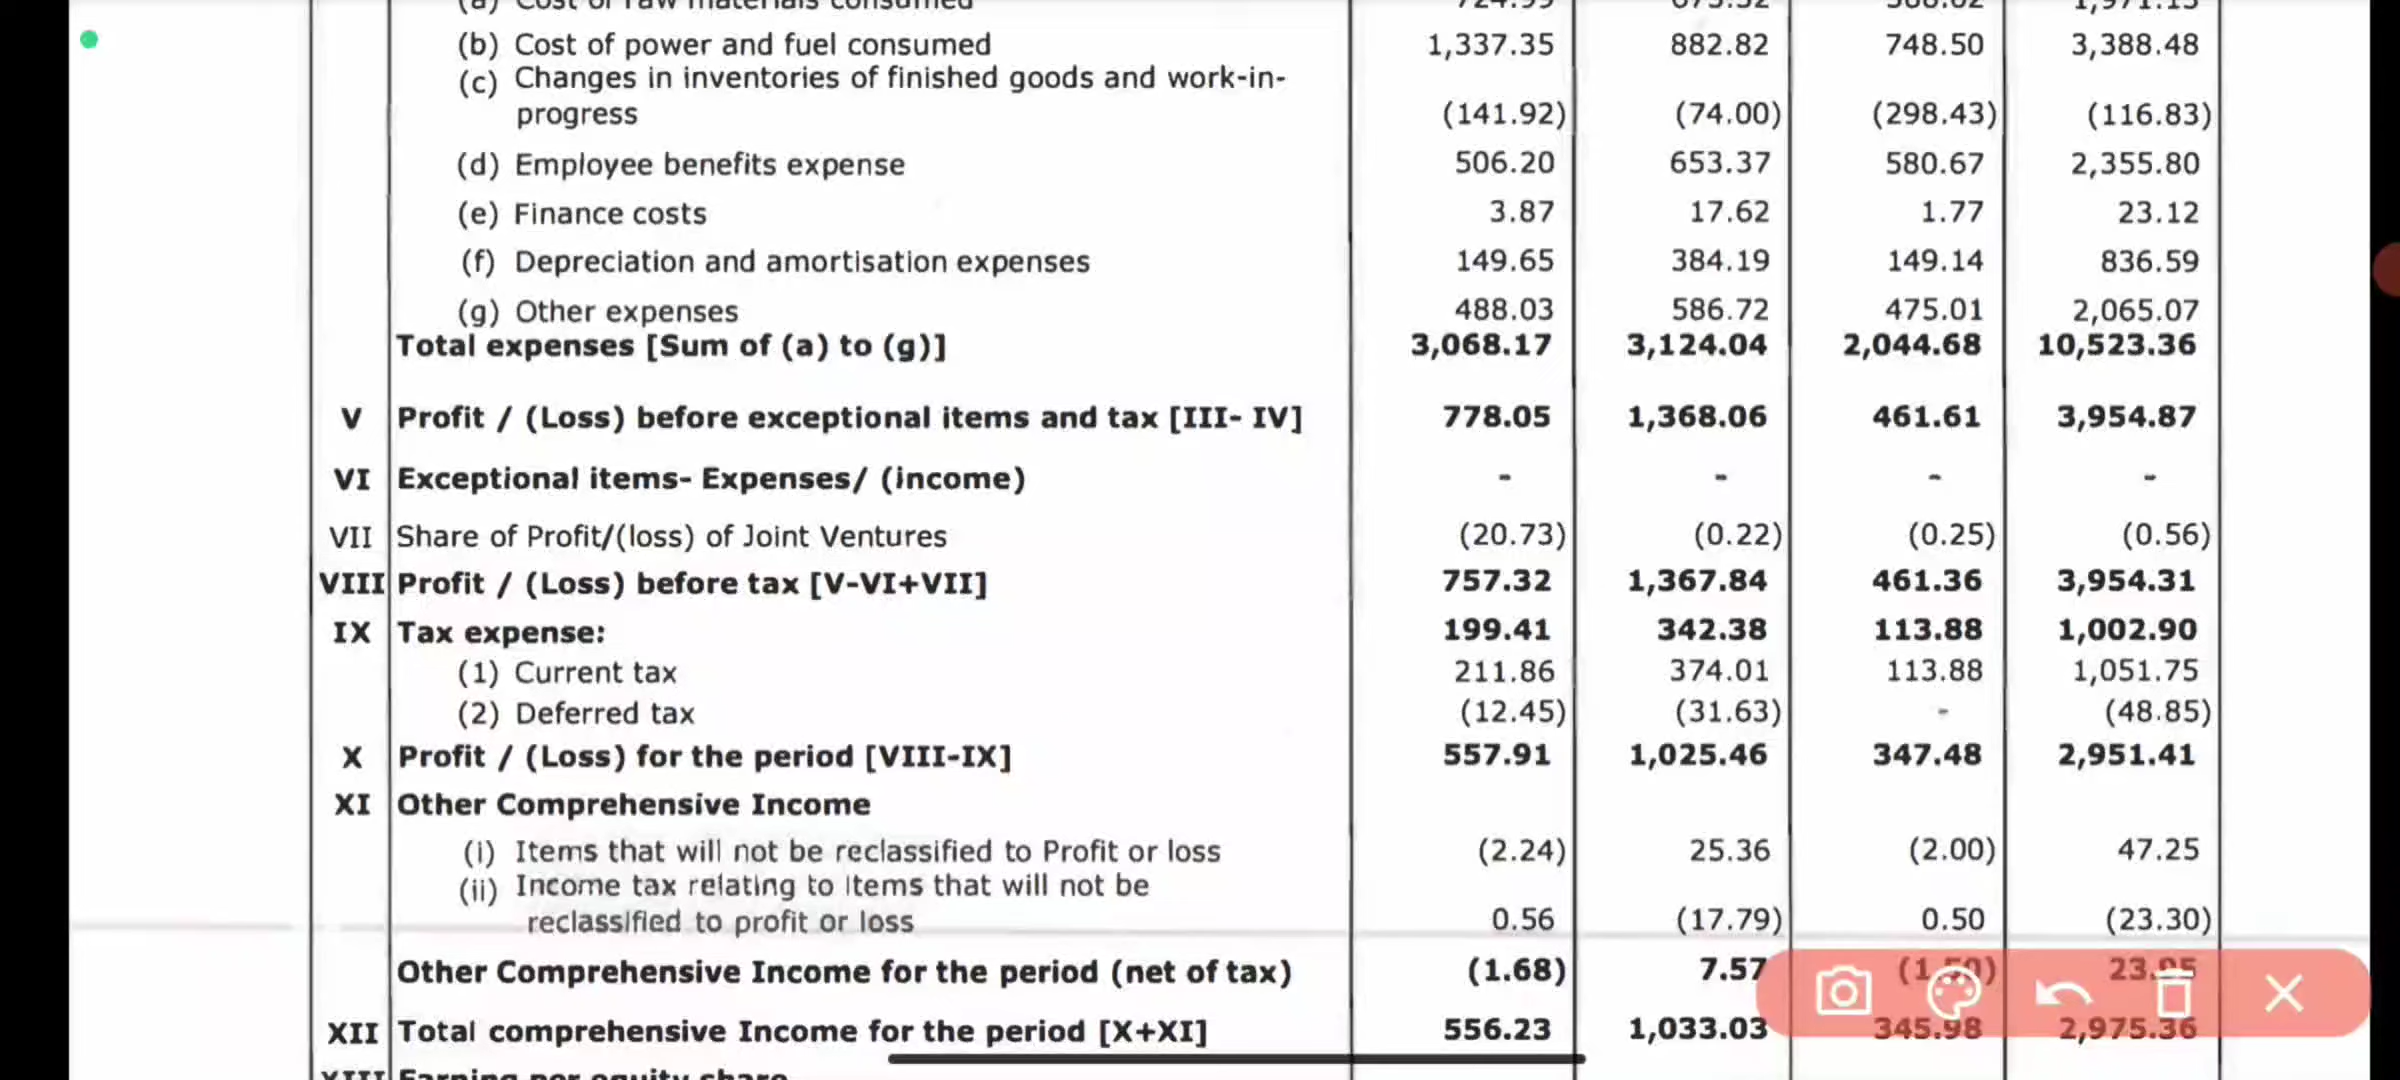 (a) Cost of raw materials consumed
(b) Cost of power and fuel consumed 1,337.35 882.82 748.50 3,388.48
(c) Changes in inventories of finished goods and work-in-
progress (141.92) (74.00) (298.43) (116.83)
(d) Employee benefits expense 506.20 653.37 580.67 2,355.80
(e) Finance costs 3.87 17.62 1.77 23.12
(f) Depreciation and amortisation expenses 149.65 384.19 149.14 836.59
(g) Other expenses 488.03 586.72 475.01 2,065.07
Total expenses [Sum of (a) to (g)] 3,068.17 3,124.04 2,044.68 10,523.36
V Profit / (Loss) before exceptional items and tax [III- IV] 778.05 1,368.06 461.61 3,954.87
VI Exceptional items- Expenses/ (income) - - - -
VII Share of Profit/(loss) of Joint Ventures (20.73) (0.22) (0.25) (0.56)
VIII Profit / (Loss) before tax [V-VI+VII] 757.32 1,367.84 461.36 3,954.31
IX Tax expense: 199.41 342.38 113.88 1,002.90
(1) Current tax 211.86 374.01 113.88 1,051.75
(2) Deferred tax (12.45) (31.63) - (48.85)
X Profit / (Loss) for the period [VIII-IX] 557.91 1,025.46 347.48 2,951.41
XI Other Comprehensive Income
(i) Items that will not be reclassified to Profit or loss (2.24) 25.36 (2.00) 47.25
(ii) Income tax relating to items that will not be
reclassified to profit or loss 0.56 (17.79) 0.50 (23.30)
Other Comprehensive Income for the period (net of tax) (1.68) 7.57 (1.50) 23.95
XII Total comprehensive Income for the period [X+XI] 556.23 1,033.03 345.98 2,975.36
XIII Earning per equity share